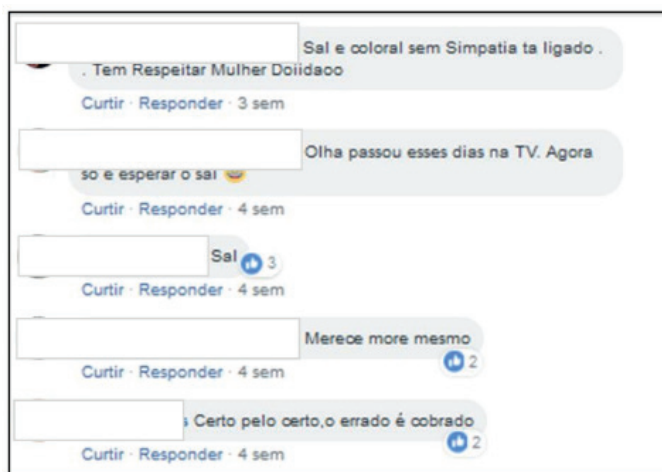 Sal e coloral sem Simpatia ta ligado .
. Tem Respeitar Mulher Doiidaoo
Curtir · Responder · 3 sem
Olha passou esses dias na TV. Agora
so e esperar o sal
Curtir · Responder · 4 sem
Sal 3
Curtir · Responder · 4 sem
Merece more mesmo
2
Curtir · Responder · 4 sem
s Certo pelo certo,o errado é cobrado
2
Curtir · Responder · 4 sem